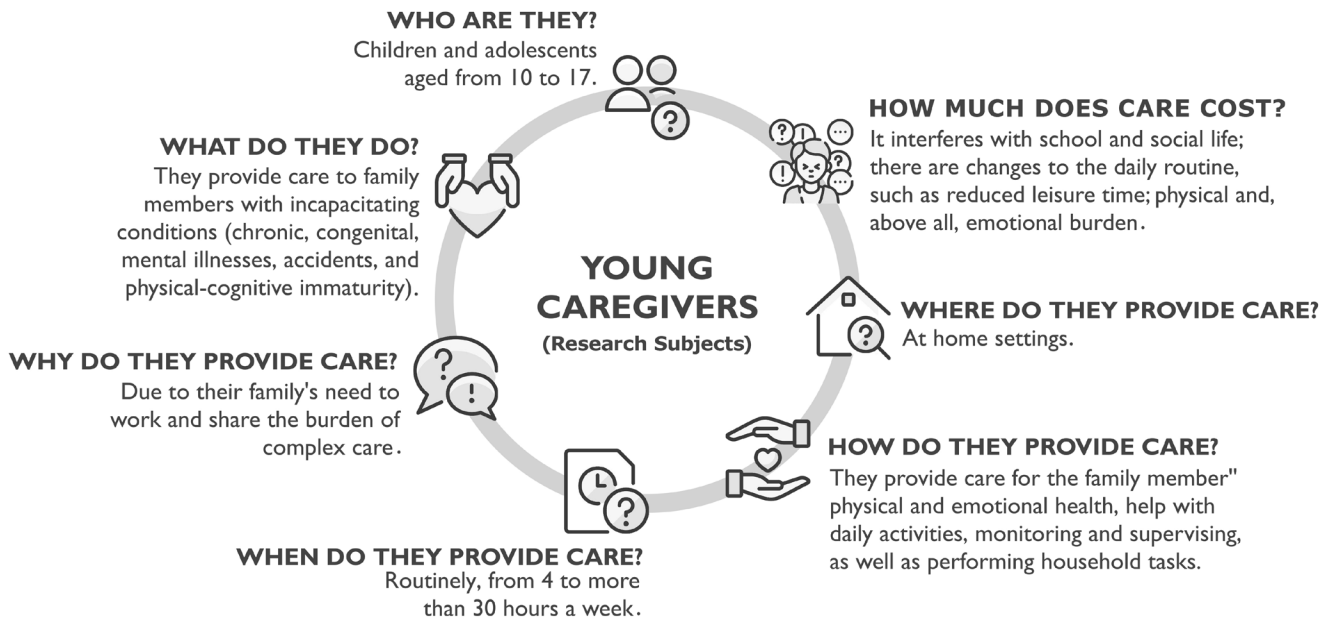 WHO ARE THEY?
Children and adolescents
aged from 10 to 17.
HOW MUCH DOES CARE COST?
It interferes with school and social life;
there are changes to the daily routine,
such as reduced leisure time; physical and,
above all, emotional burden.
WHERE DO THEY PROVIDE CARE?
At home settings.
HOW DO THEY PROVIDE CARE?
They provide care for the family member"
physical and emotional health, help with
daily activities, monitoring and supervising,
as well as performing household tasks.
WHEN DO THEY PROVIDE CARE?
Routinely, from 4 to more
than 30 hours a week.
WHY DO THEY PROVIDE CARE?
Due to their family's need to
work and share the burden of
complex care.
WHAT DO THEY DO?
They provide care to family
members with incapacitating
conditions (chronic, congenital,
mental illnesses, accidents, and
physical-cognitive immaturity).
YOUNG
CAREGIVERS
(Research Subjects)